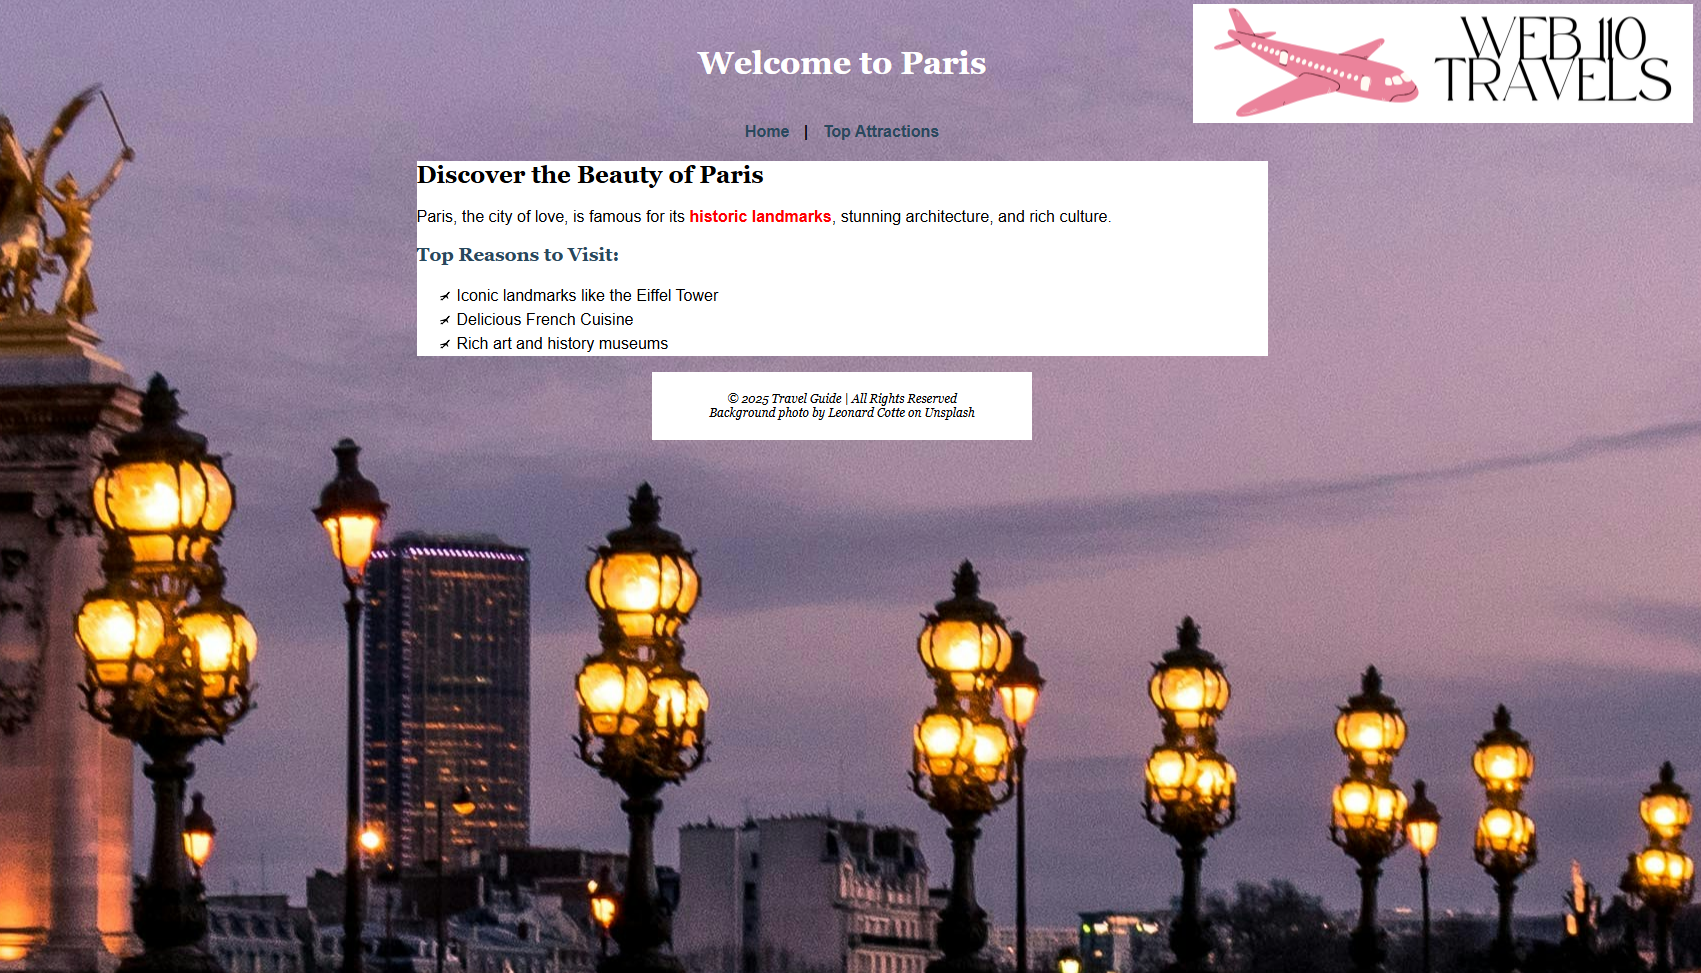 Welcome to Paris
WEB 110
TRAVELS
Home | Top Attractions
Discover the Beauty of Paris
Paris, the city of love, is famous for its historic landmarks, stunning architecture, and rich culture.
Top Reasons to Visit:
Iconic landmarks like the Eiffel Tower
Delicious French Cuisine
Rich art and history museums
© 2025 Travel Guide | All Rights Reserved
Background photo by Leonard Cotte on Unsplash